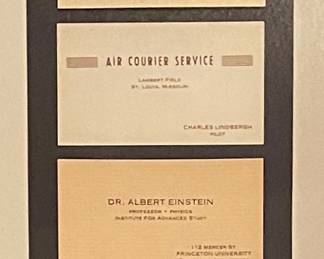 AIR COURIER SERVICE
LAMBERT FIELD
ST. LOUIS, MISSOURI
CHARLES LINDBERGH
PILOT
DR. ALBERT EINSTEIN
PROFESSOR • PHYSICS
INSTITUTE FOR ADVANCED STUDY
112 MERCER ST.
PRINCETON UNIVERSITY